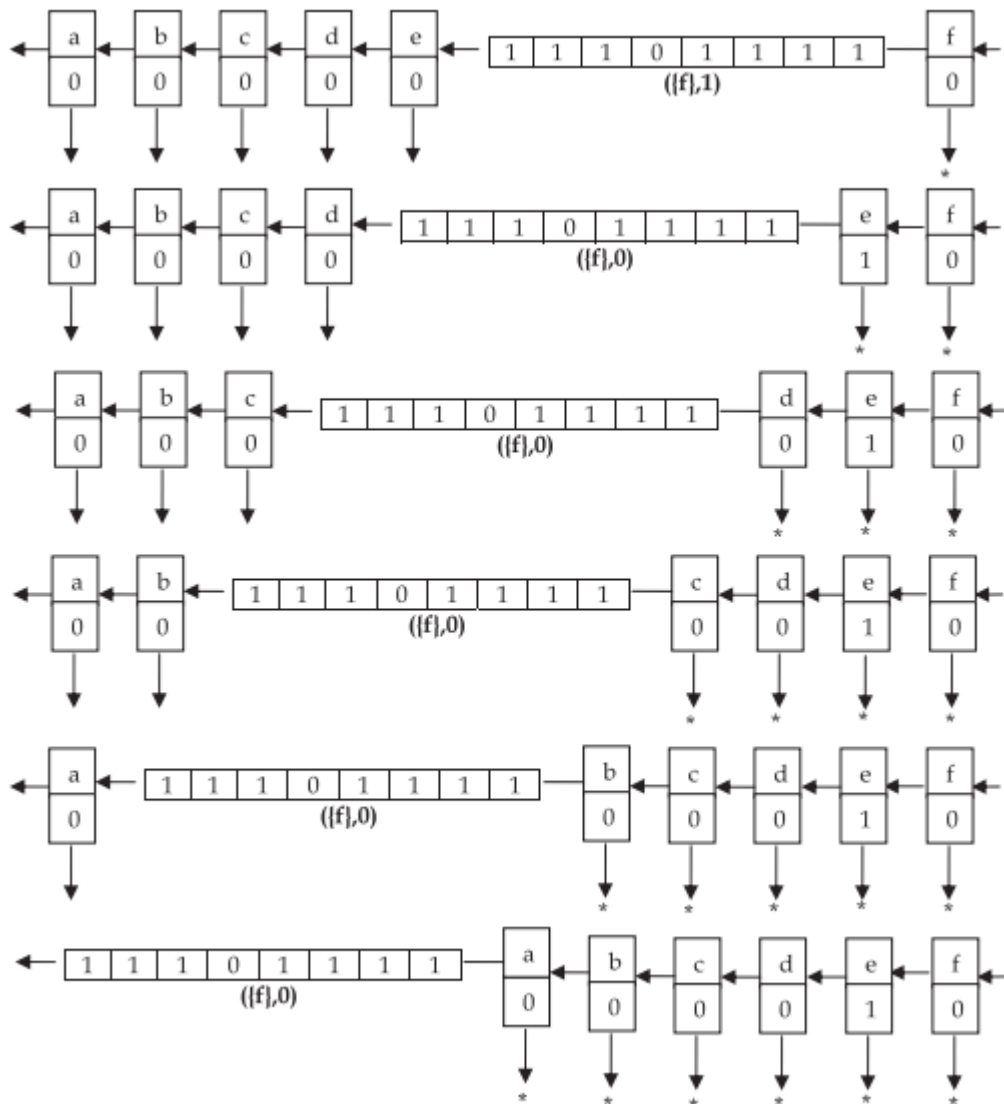 a b c d e f
1 1 1 0 1 1 1 1
0 0 0 0 0 0
({f},1)
*
a b c d e f
1 1 1 0 1 1 1 1
0 0 0 0 1 0
({f},0)
* *
a b c d e f
1 1 1 0 1 1 1 1
0 0 0 0 1 0
({f},0)
* * *
a b c d e f
1 1 1 0 1 1 1 1
0 0 0 0 1 0
({f},0)
* * * *
a b c d e f
1 1 1 0 1 1 1 1
0 0 0 0 1 0
({f},0)
* * * * *
a b c d e f
1 1 1 0 1 1 1 1
0 0 0 0 1 0
({f},0)
* * * * * *